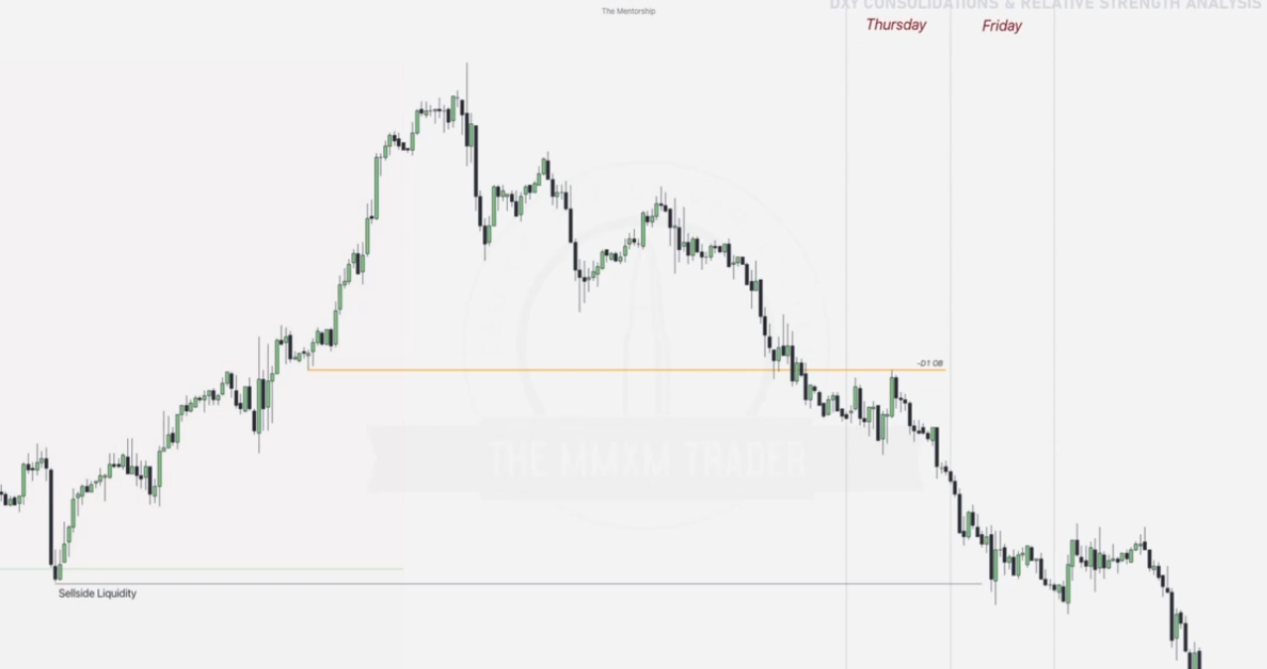 The Mentorship
DXY CONSOLIDATIONS & RELATIVE STRENGTH ANALYSIS
Thursday
Friday
-D1 OB
THE MMXM TRADER
Sellside Liquidity